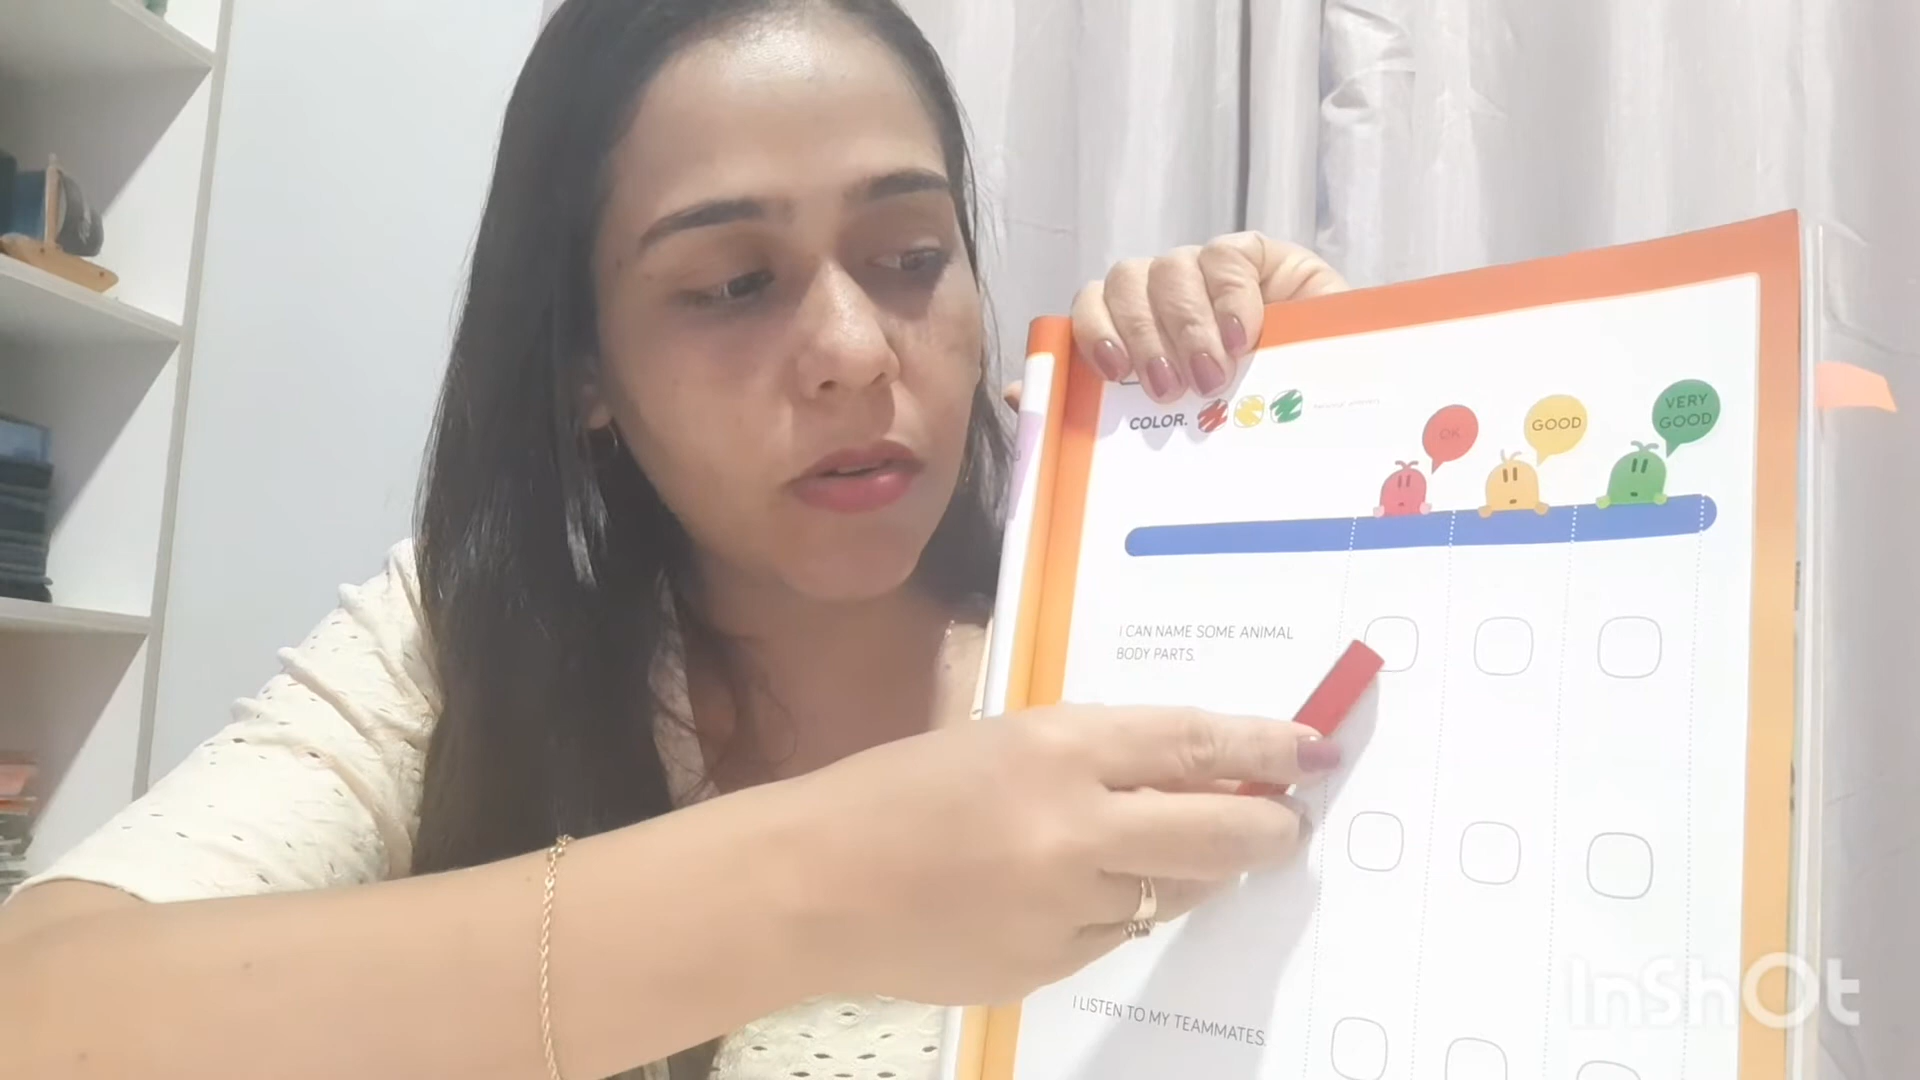 COLOR.
OK
GOOD
VERY
GOOD
I CAN NAME SOME ANIMAL
BODY PARTS.
I LISTEN TO MY TEAMMATES.
InShOt